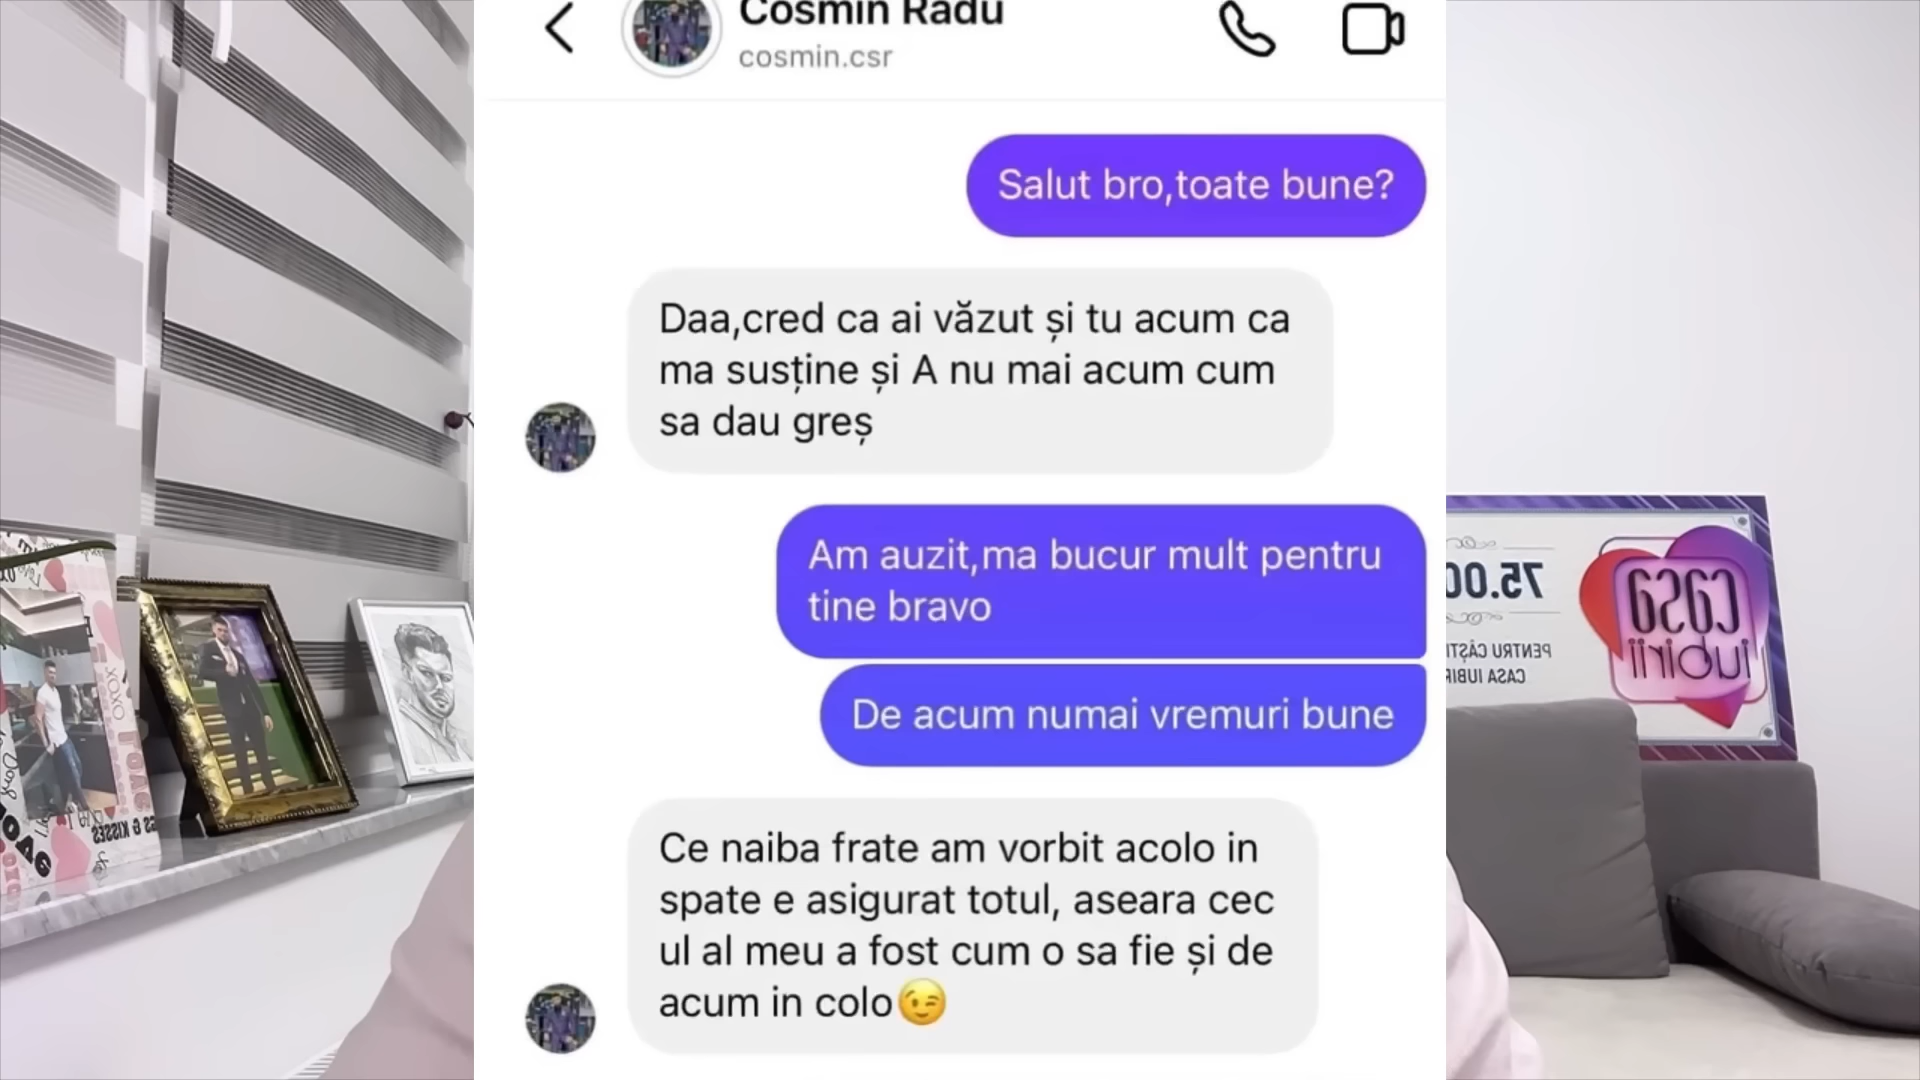 Cosmin Radu
cosmin.csr
Salut bro,toate bune?
Daa,cred ca ai văzut și tu acum ca
ma susține și A nu mai acum cum
sa dau greș
Am auzit,ma bucur mult pentru
tine bravo
De acum numai vremuri bune
Ce naiba frate am vorbit acolo in
spate e asigurat totul, aseara cec
ul al meu a fost cum o sa fie și de
acum in colo😉
75.00
PENTRU CÂȘTI
CASA IUBIRI
casa
iubirii
XOXO
S & KISSES